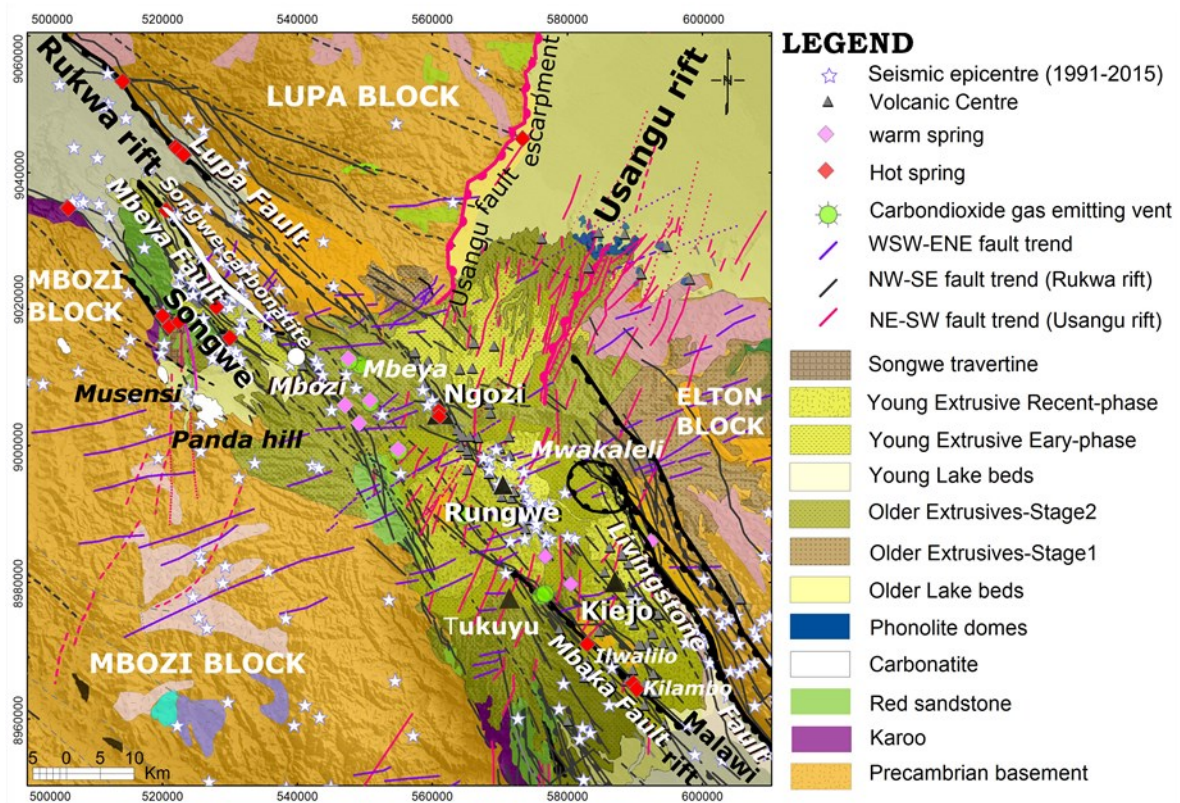 500000 520000 540000 560000 580000 600000
9060000
9040000
9020000
9000000
8980000
8960000
Rukwa rift
LUPA BLOCK
Usangu fault escarpment
Usangu rift
N
Lupa Fault
Songwe carbonatite
Mbeya Fault
MBOZI
BLOCK
Songwe
Mbozi
Mbeya
Ngozi
ELTON
BLOCK
Musensi
Panda hill
Mwakaleli
Rungwe
Livingstone Fault
Kiejo
Tukuyu
MBOZI BLOCK
Ilwalilo
Kilambo
Mbaka Fault
Malawi
rift
5 0 10
Km
500000 520000 540000 560000 580000 600000
LEGEND
Seismic epicentre (1991-2015)
Volcanic Centre
warm spring
Hot spring
Carbondioxide gas emitting vent
WSW-ENE fault trend
NW-SE fault trend (Rukwa rift)
NE-SW fault trend (Usangu rift)
Songwe travertine
Young Extrusive Recent-phase
Young Extrusive Eary-phase
Young Lake beds
Older Extrusives-Stage2
Older Extrusives-Stage1
Older Lake beds
Phonolite domes
Carbonatite
Red sandstone
Karoo
Precambrian basement